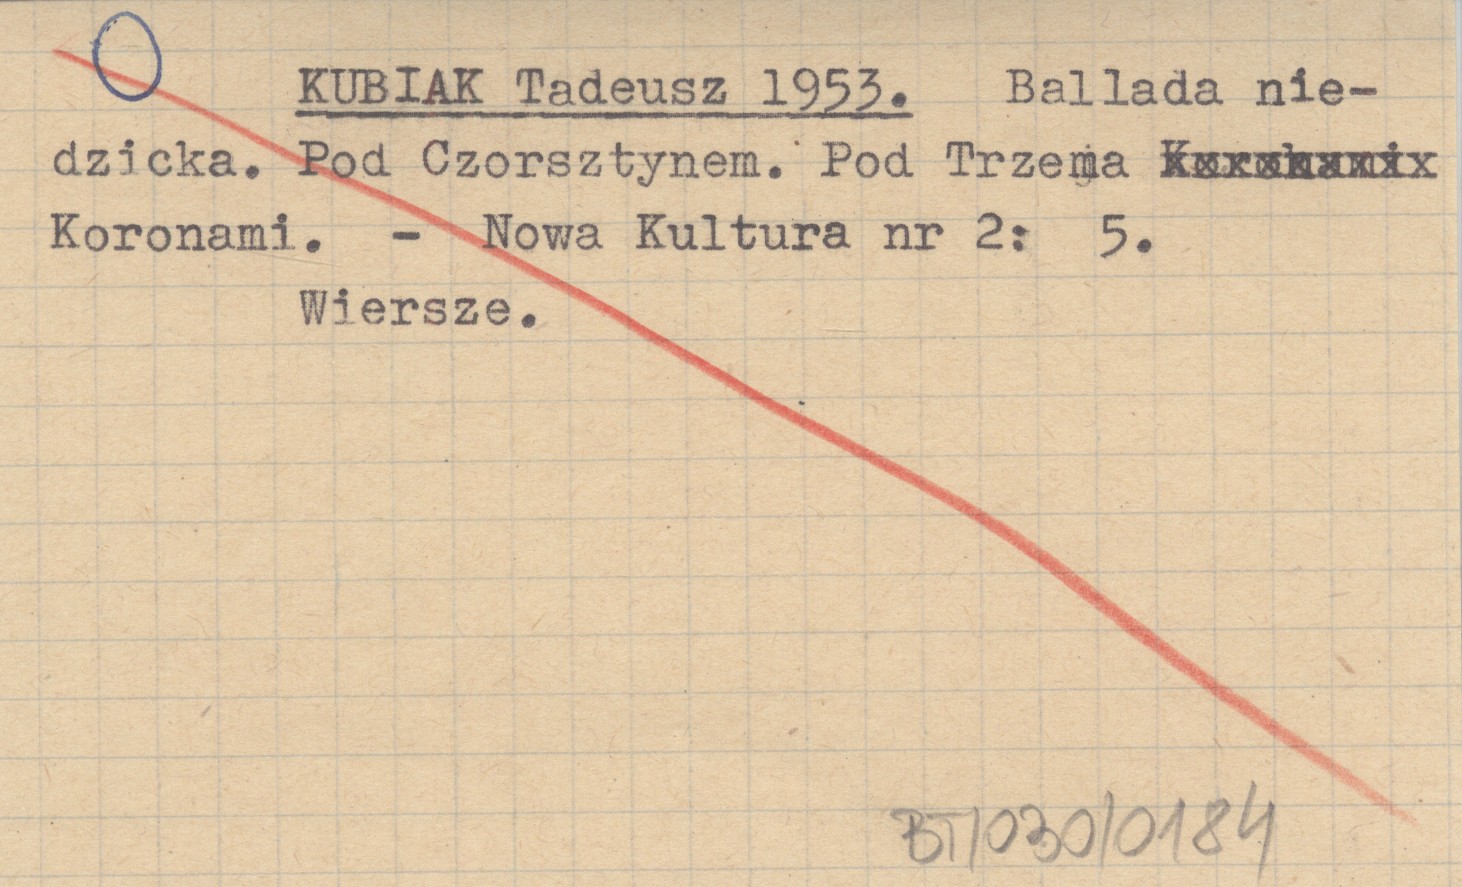 KUBIAK Tadeusz 1953. Ballada nie-
dzicka. Pod Czorsztynem. Pod Trzema
Koronami. - Nowa Kultura nr 2: 5.
Wiersze.
BT/030/0184